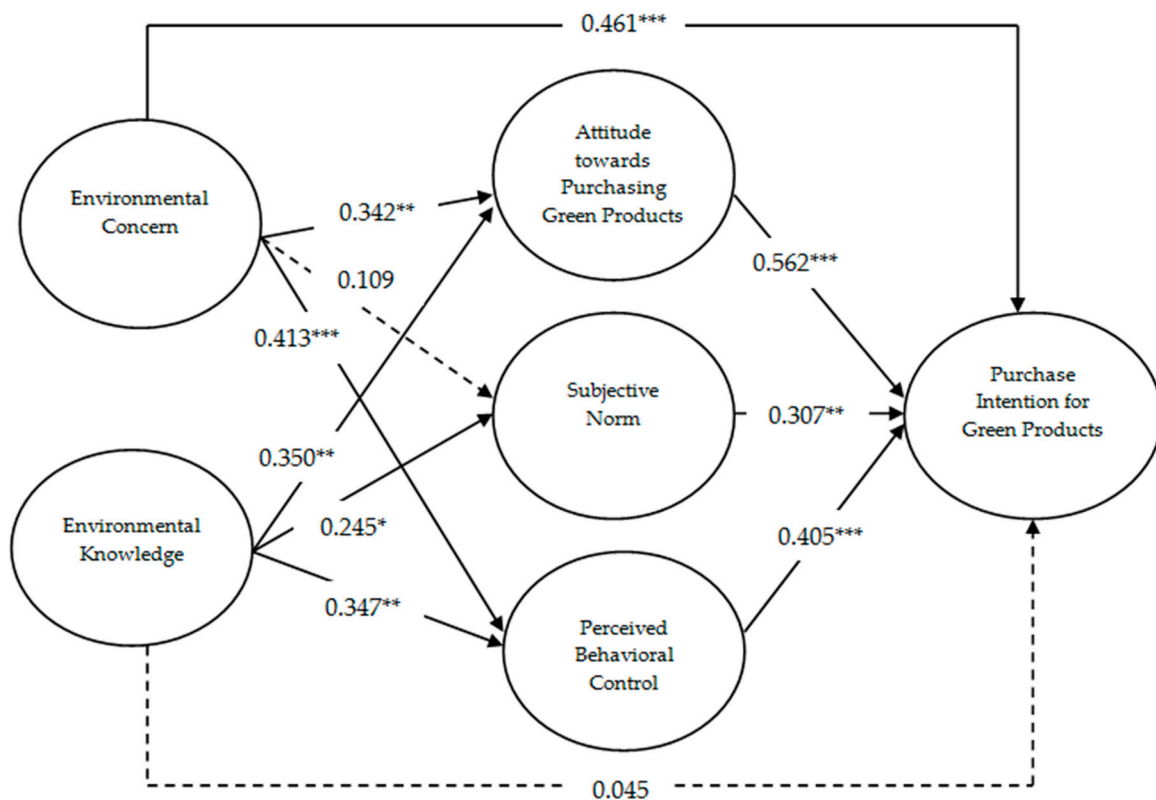 0.461***
Attitude
towards
Purchasing
Green Products
Environmental
Concern
0.342**
0.562***
0.109
0.413***
Subjective
Norm
0.307**
Purchase
Intention for
Green Products
0.350**
Environmental
Knowledge
0.245*
0.405***
0.347**
Perceived
Behavioral
Control
0.045